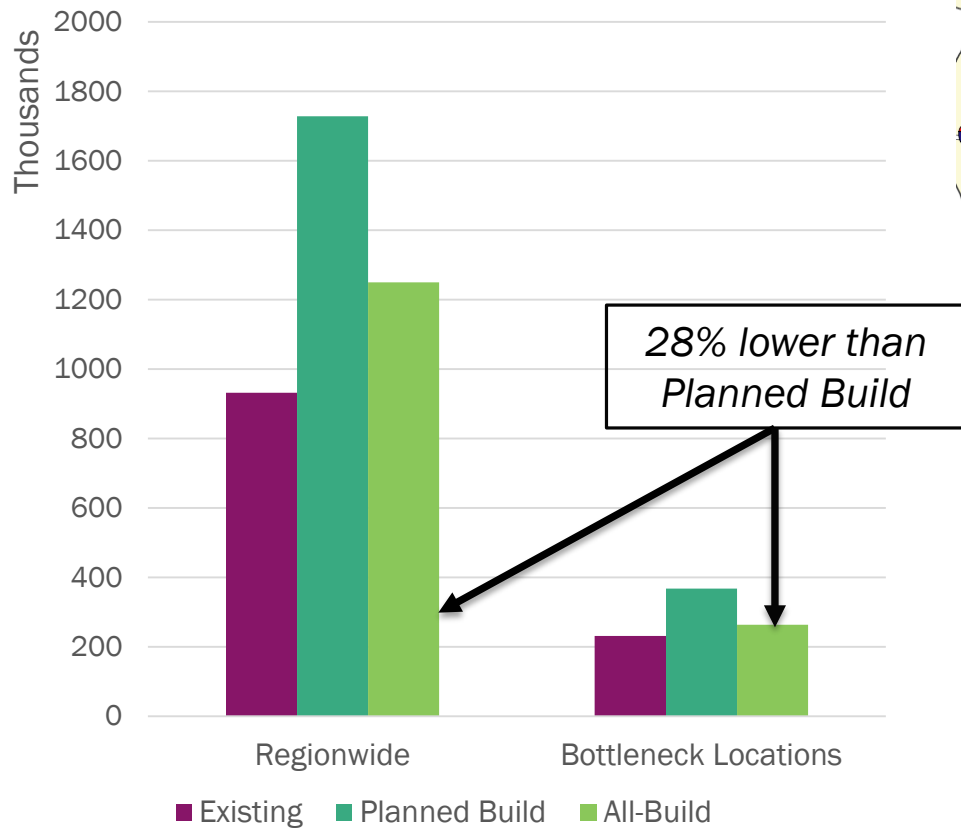 Thousands
2000
1800
1600
1400
1200
1000
800
600
400
200
0
28% lower than
Planned Build
Regionwide Bottleneck Locations
Existing Planned Build All-Build